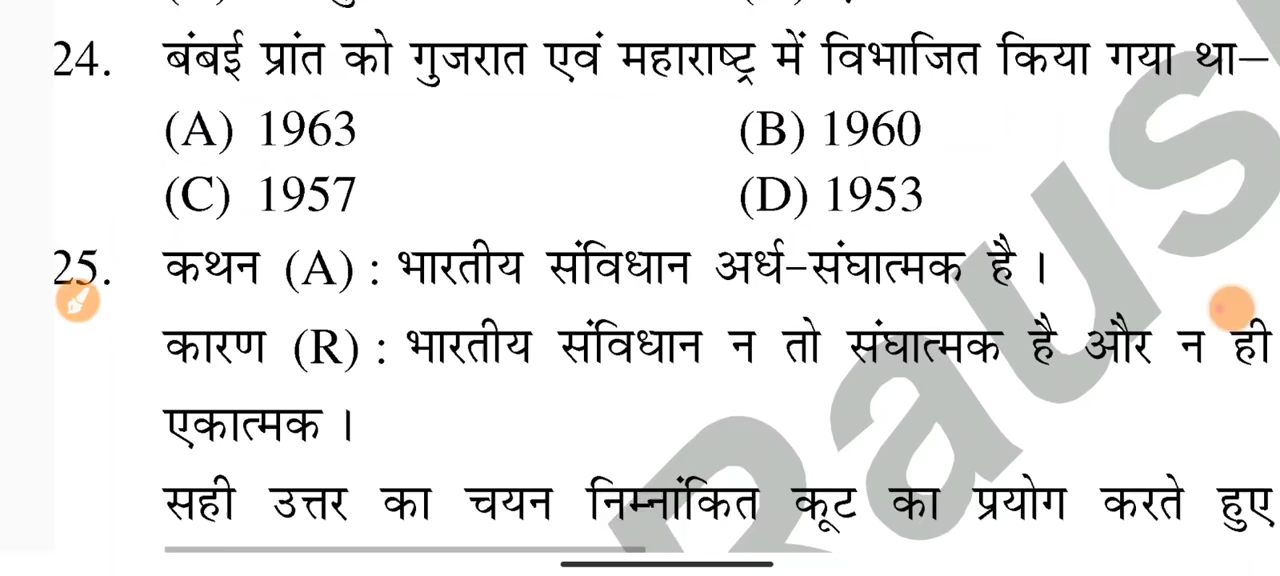 24. बंबई प्रांत को गुजरात एवं महाराष्ट्र में विभाजित किया गया था–
(A) 1963 (B) 1960
(C) 1957 (D) 1953
25. कथन (A) : भारतीय संविधान अर्ध-संघात्मक है ।
कारण (R) : भारतीय संविधान न तो संघात्मक है और न ही
एकात्मक ।
सही उत्तर का चयन निम्नांकित कूट का प्रयोग करते हुए
Raus